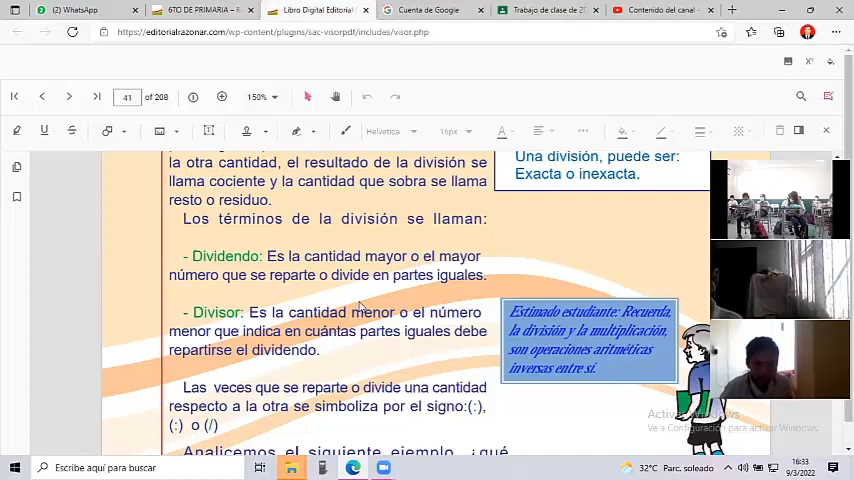 (2) WhatsApp
6TO DE PRIMARIA – R
Libro Digital Editorial
Cuenta de Google
Trabajo de clase de 2D
Contenido del canal -
https://editorialrazonar.com/wp-content/plugins/sac-visorpdf/includes/visor.php
41 of 208
150%
Helvetica
16px
la otra cantidad, el resultado de la división se
llama cociente y la cantidad que sobra se llama
resto o residuo.
Los términos de la división se llaman:
- Dividendo: Es la cantidad mayor o el mayor
número que se reparte o divide en partes iguales.
- Divisor: Es la cantidad menor o el número
menor que indica en cuántas partes iguales debe
repartirse el dividendo.
Las veces que se reparte o divide una cantidad
respecto a la otra se simboliza por el signo:(:),
(:) o (/)
Analicemos el siguiente ejemplo, ¿qué
Una división, puede ser:
Exacta o inexacta.
Estimado estudiante: Recuerda,
la división y la multiplicación,
son operaciones aritméticas
inversas entre sí.
Activar Windows
Ve a Configuración para activar Windows.
Escribe aquí para buscar
32°C Parc. soleado
16:33
9/3/2022